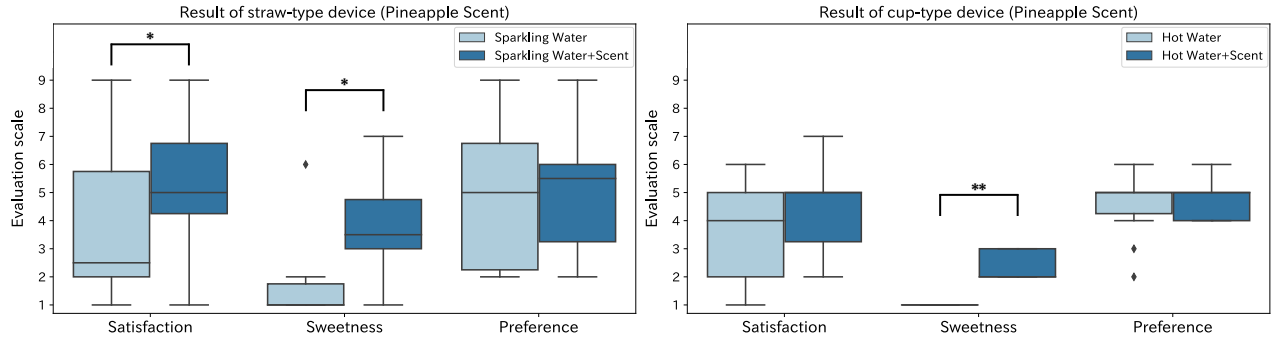 Result of straw-type device (Pineapple Scent)
Sparkling Water
Sparkling Water+Scent
*
*
Evaluation scale
9
8
7
6
5
4
3
2
1
Satisfaction
Sweetness
Preference
Result of cup-type device (Pineapple Scent)
Hot Water
Hot Water+Scent
**
Evaluation scale
9
8
7
6
5
4
3
2
1
Satisfaction
Sweetness
Preference